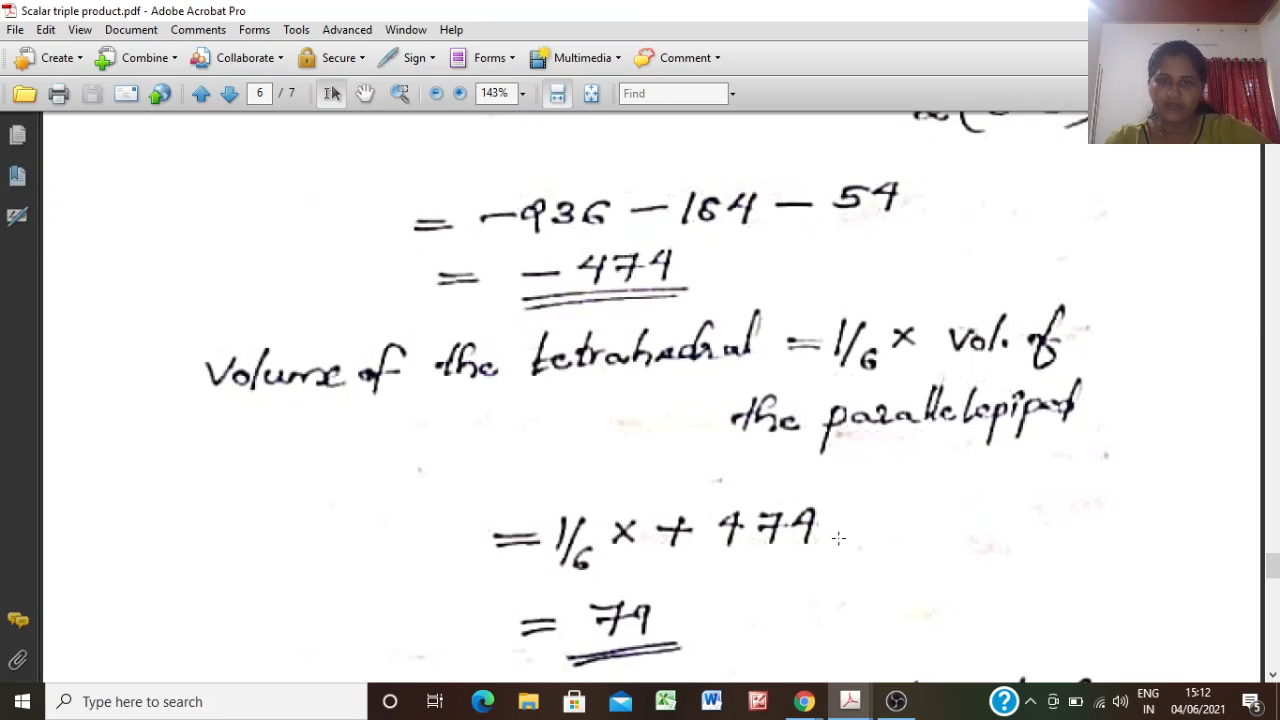 Scalar triple product.pdf - Adobe Acrobat Pro
File Edit View Document Comments Forms Tools Advanced Window Help
Create Combine Collaborate Secure Sign Forms Multimedia Comment
6 / 7 143% Find
= -936 - 184 - 54
= - 474
Volume of the tetrahedral = 1/6 × vol. of
the parallelopiped
= 1/6 × + 474
= 79
Type here to search
ENG 15:12
IN 04/06/2021 5